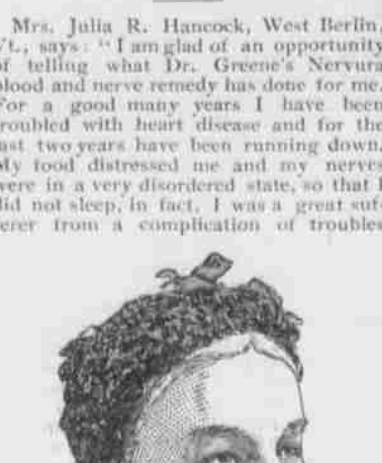 Mrs. Julia R. Hancock, West Berlin,
Vt., says: "I am glad of an opportunity
of telling what Dr. Greene's Nervura
blood and nerve remedy has done for me.
For a good many years I have been
troubled with heart disease and for the
last two years have been running down.
My food distressed me and my nerves
were in a very disordered state, so that I
did not sleep, in fact, I was a great suf-
ferer from a complication of troubles